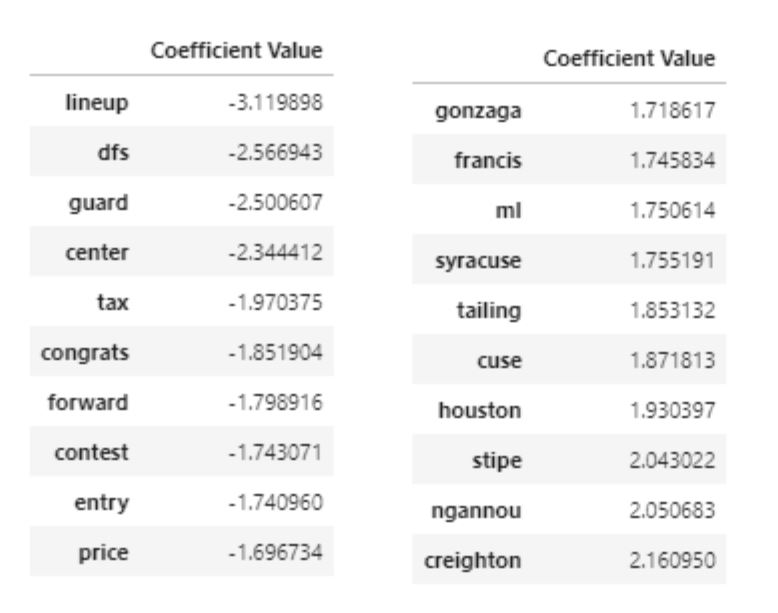 Coefficient Value
lineup -3.119898
dfs -2.566943
guard -2.500607
center -2.344412
tax -1.970375
congrats -1.851904
forward -1.798916
contest -1.743071
entry -1.740960
price -1.696734
Coefficient Value
gonzaga 1.718617
francis 1.745834
ml 1.750614
syracuse 1.755191
tailing 1.853132
cuse 1.871813
houston 1.930397
stipe 2.043022
ngannou 2.050683
creighton 2.160950